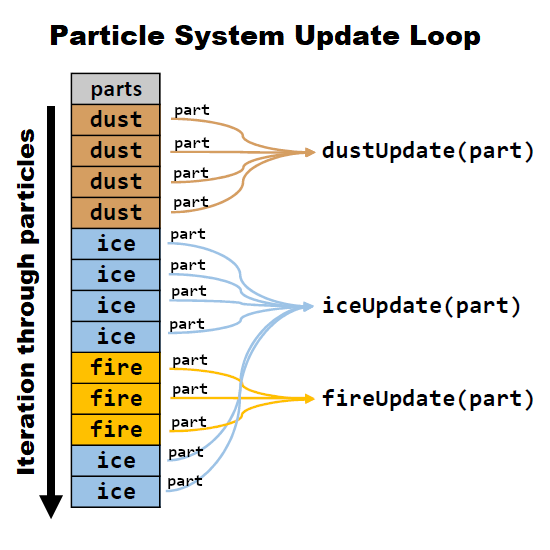 Particle System Update Loop
Iteration through particles
parts
dust
part
dust
part
dustUpdate(part)
dust
part
dust
part
ice
part
ice
part
ice
part
iceUpdate(part)
ice
part
fire
part
fire
part
fireUpdate(part)
fire
part
ice
part
ice
part